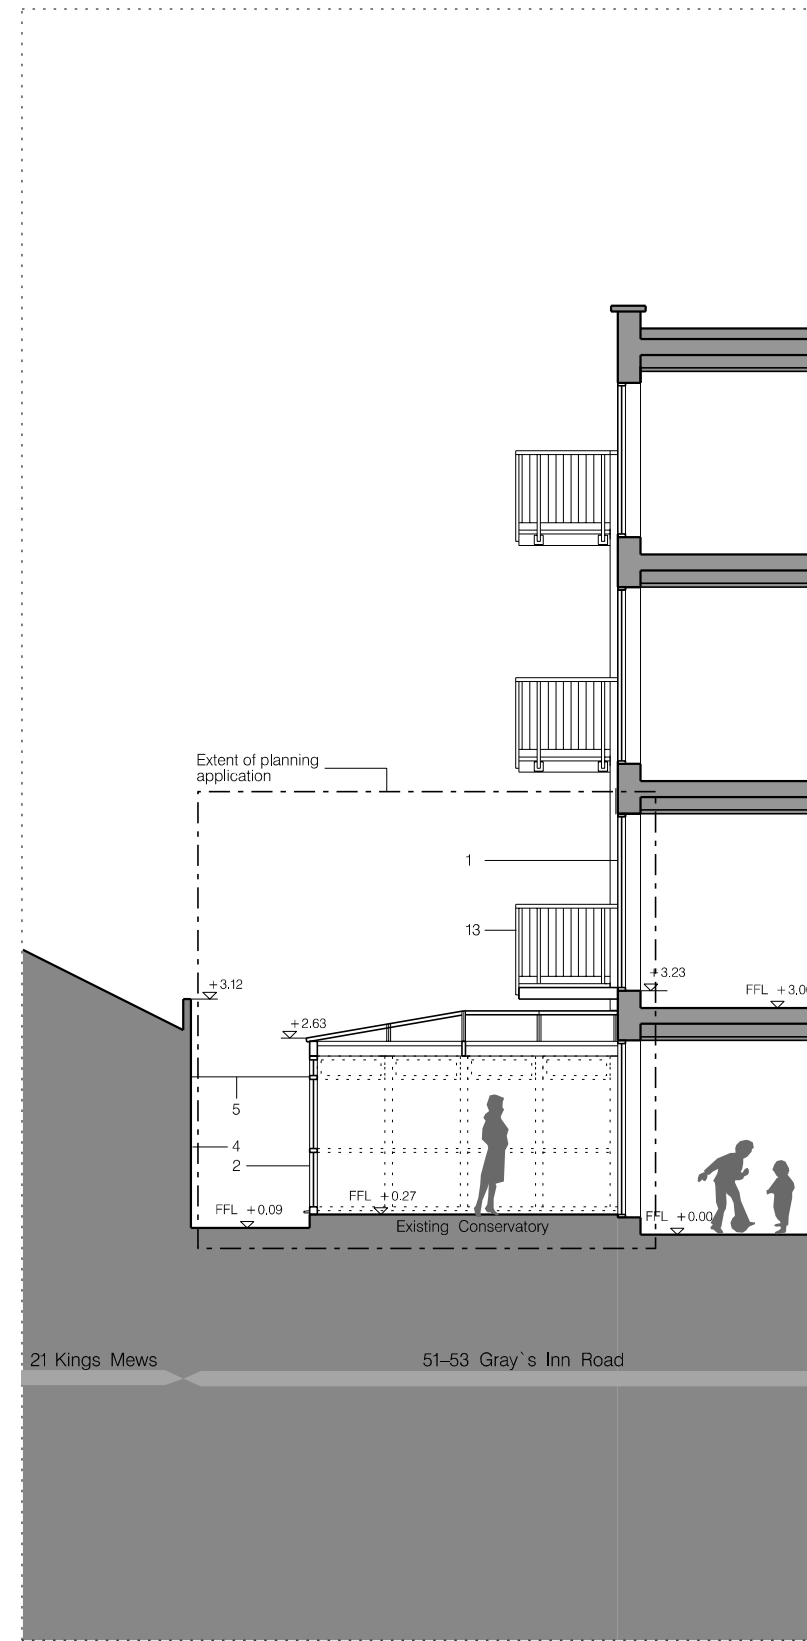 Extent of planning
application
1
13
+3.12
+3.23
FFL +3.0
+2.63
5
4
2
FFL +0.09
FFL +0.27
FFL +0.00
Existing Conservatory
21 Kings Mews
51–53 Gray`s Inn Road